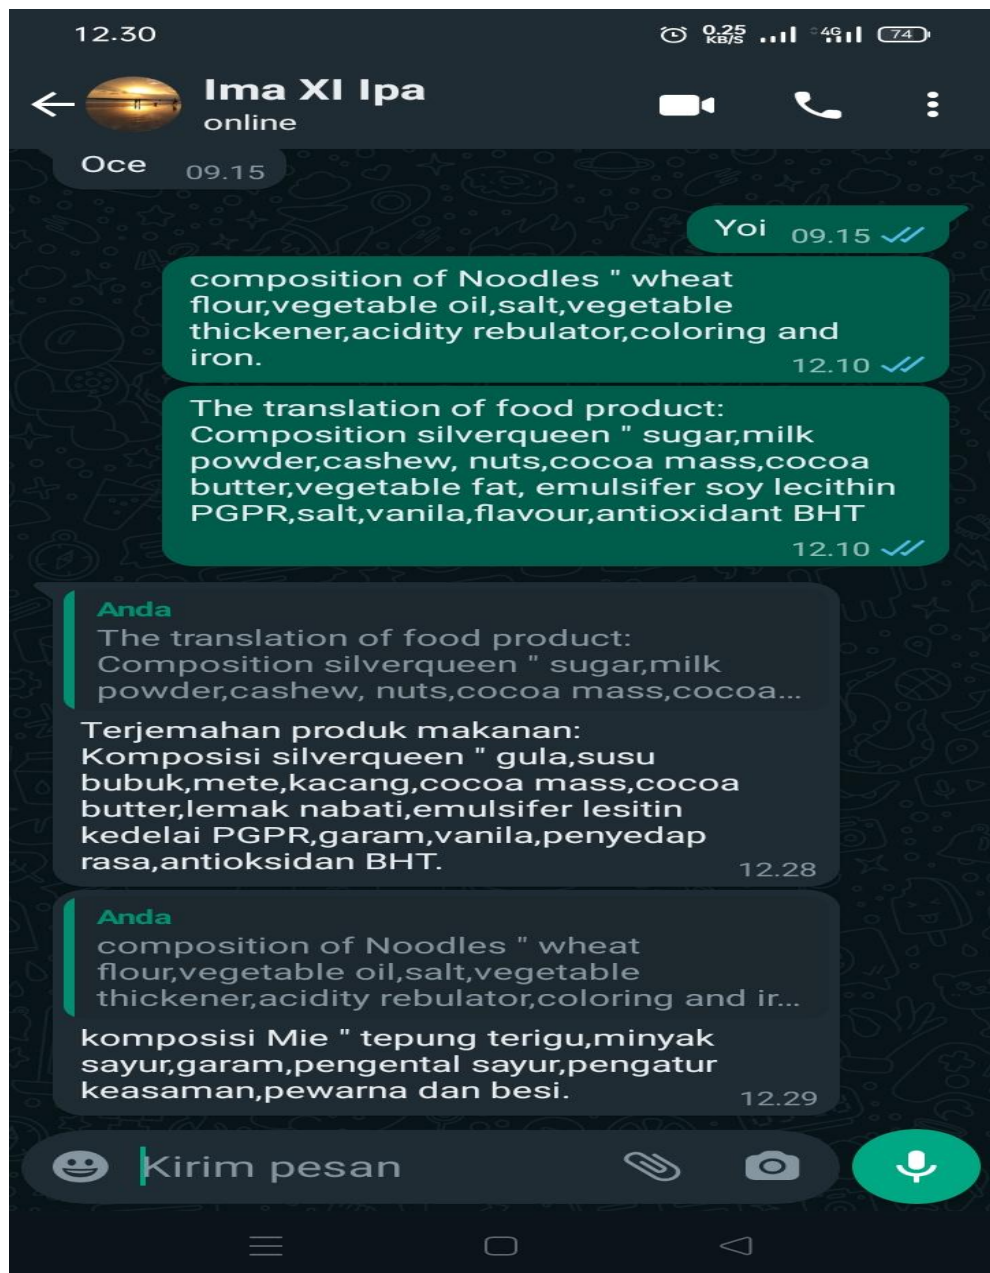 12.30
0.25 KB/S 4G 74
Ima XI Ipa
online
Oce 09.15
Yoi 09.15
composition of Noodles " wheat
flour,vegetable oil,salt,vegetable
thickener,acidity rebulator,coloring and
iron.
12.10
The translation of food product:
Composition silverqueen " sugar,milk
powder,cashew, nuts,cocoa mass,cocoa
butter,vegetable fat, emulsifer soy lecithin
PGPR,salt,vanila,flavour,antioxidant BHT
12.10
Anda
The translation of food product:
Composition silverqueen " sugar,milk
powder,cashew, nuts,cocoa mass,cocoa...
Terjemahan produk makanan:
Komposisi silverqueen " gula,susu
bubuk,mete,kacang,cocoa mass,cocoa
butter,lemak nabati,emulsifer lesitin
kedelai PGPR,garam,vanila,penyedap
rasa,antioksidan BHT.
12.28
Anda
composition of Noodles " wheat
flour,vegetable oil,salt,vegetable
thickener,acidity rebulator,coloring and ir...
komposisi Mie " tepung terigu,minyak
sayur,garam,pengental sayur,pengatur
keasaman,pewarna dan besi.
12.29
Kirim pesan